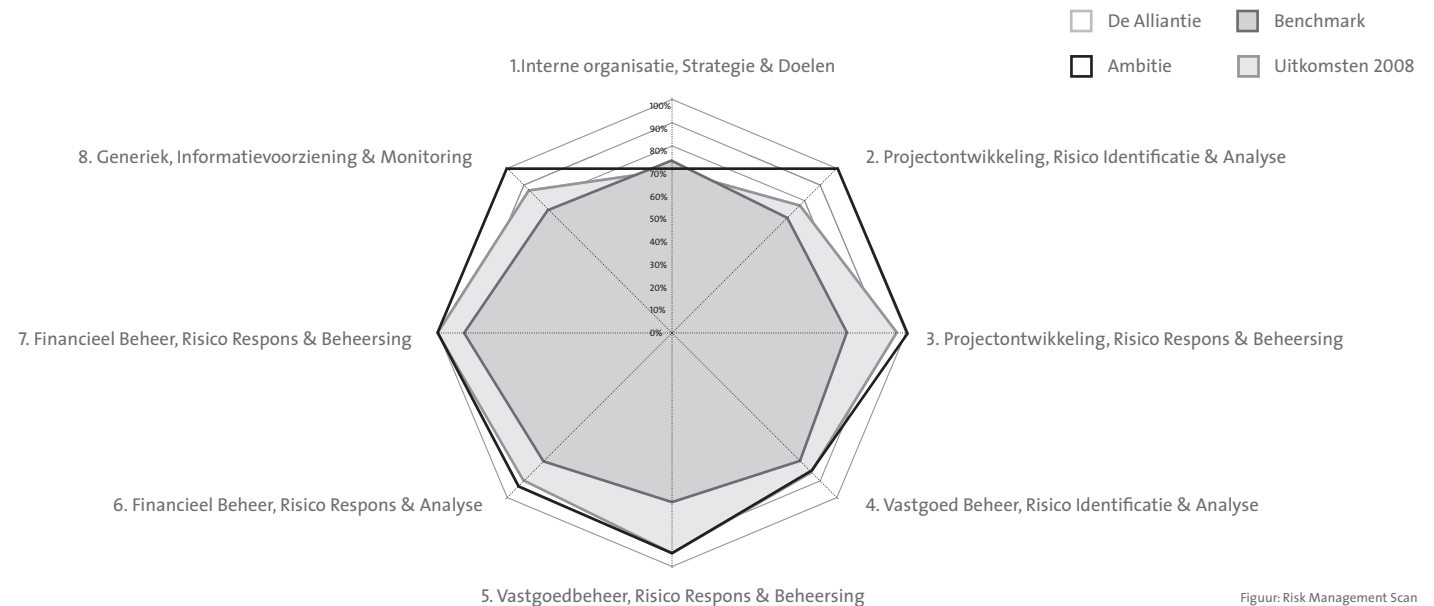 De Alliantie
Benchmark
Ambitie
Uitkomsten 2008
1.Interne organisatie, Strategie & Doelen
8. Generiek, Informatievoorziening & Monitoring
2. Projectontwikkeling, Risico Identificatie & Analyse
100%
90%
80%
70%
60%
50%
40%
30%
20%
10%
0%
7. Financieel Beheer, Risico Respons & Beheersing
3. Projectontwikkeling, Risico Respons & Beheersing
6. Financieel Beheer, Risico Respons & Analyse
4. Vastgoed Beheer, Risico Identificatie & Analyse
5. Vastgoedbeheer, Risico Respons & Beheersing
Figuur: Risk Management Scan